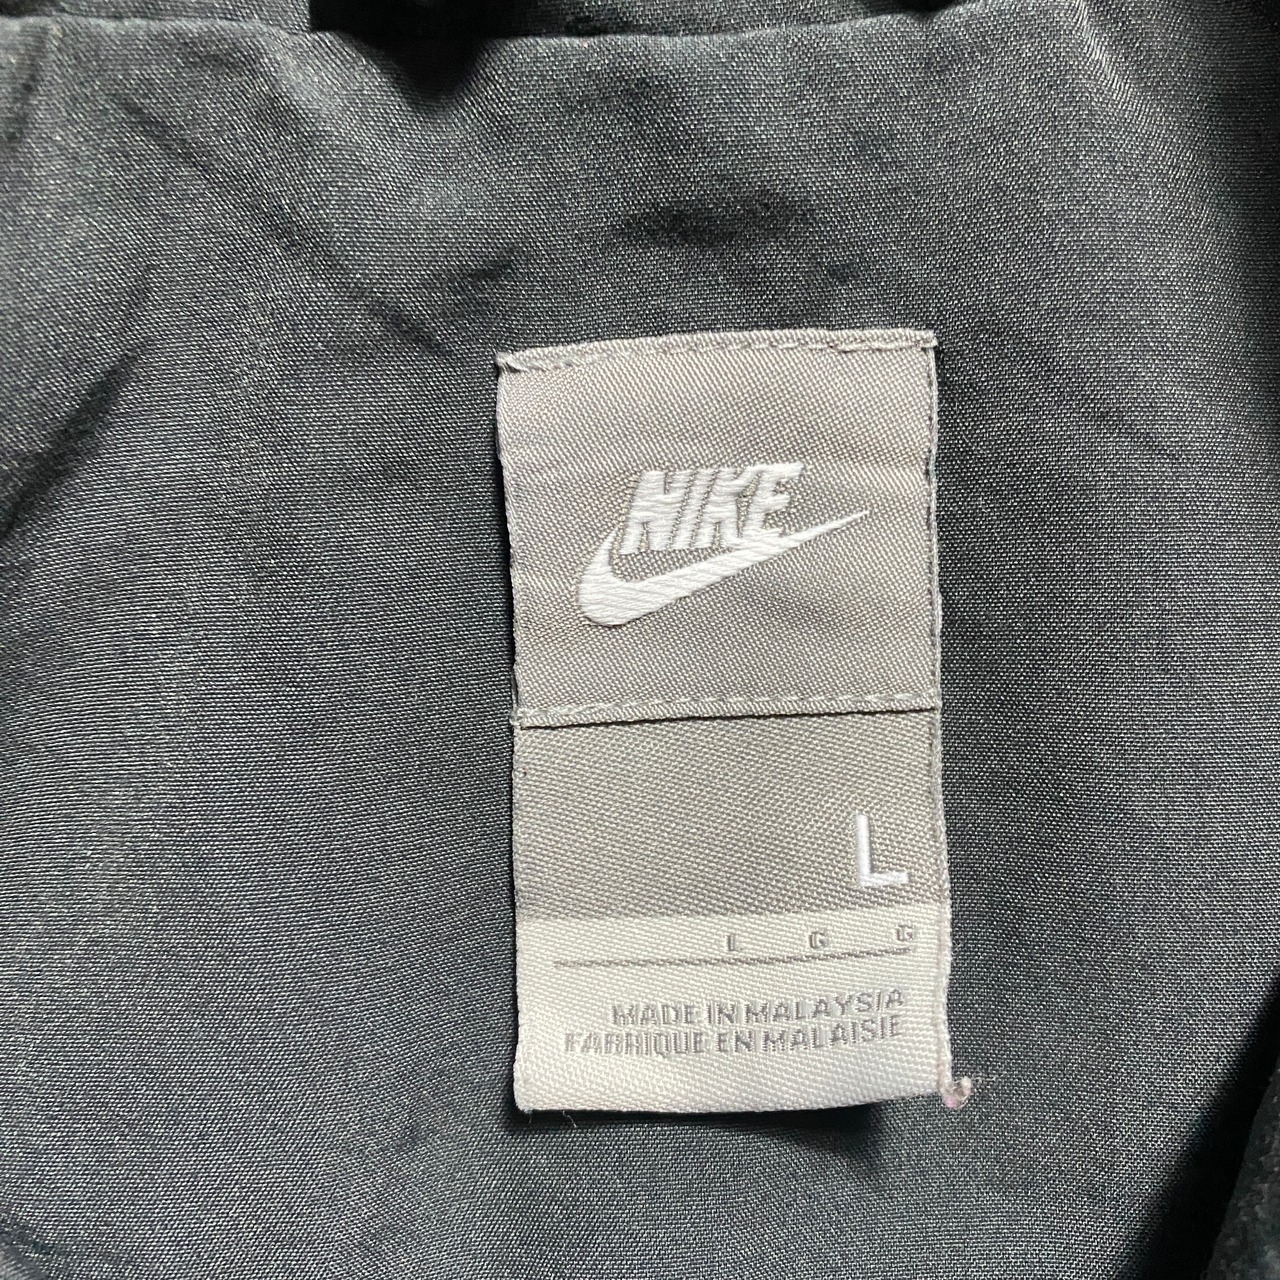 NIKE
L
L G G
MADE IN MALAYSIA
FABRIQUE EN MALAISIE